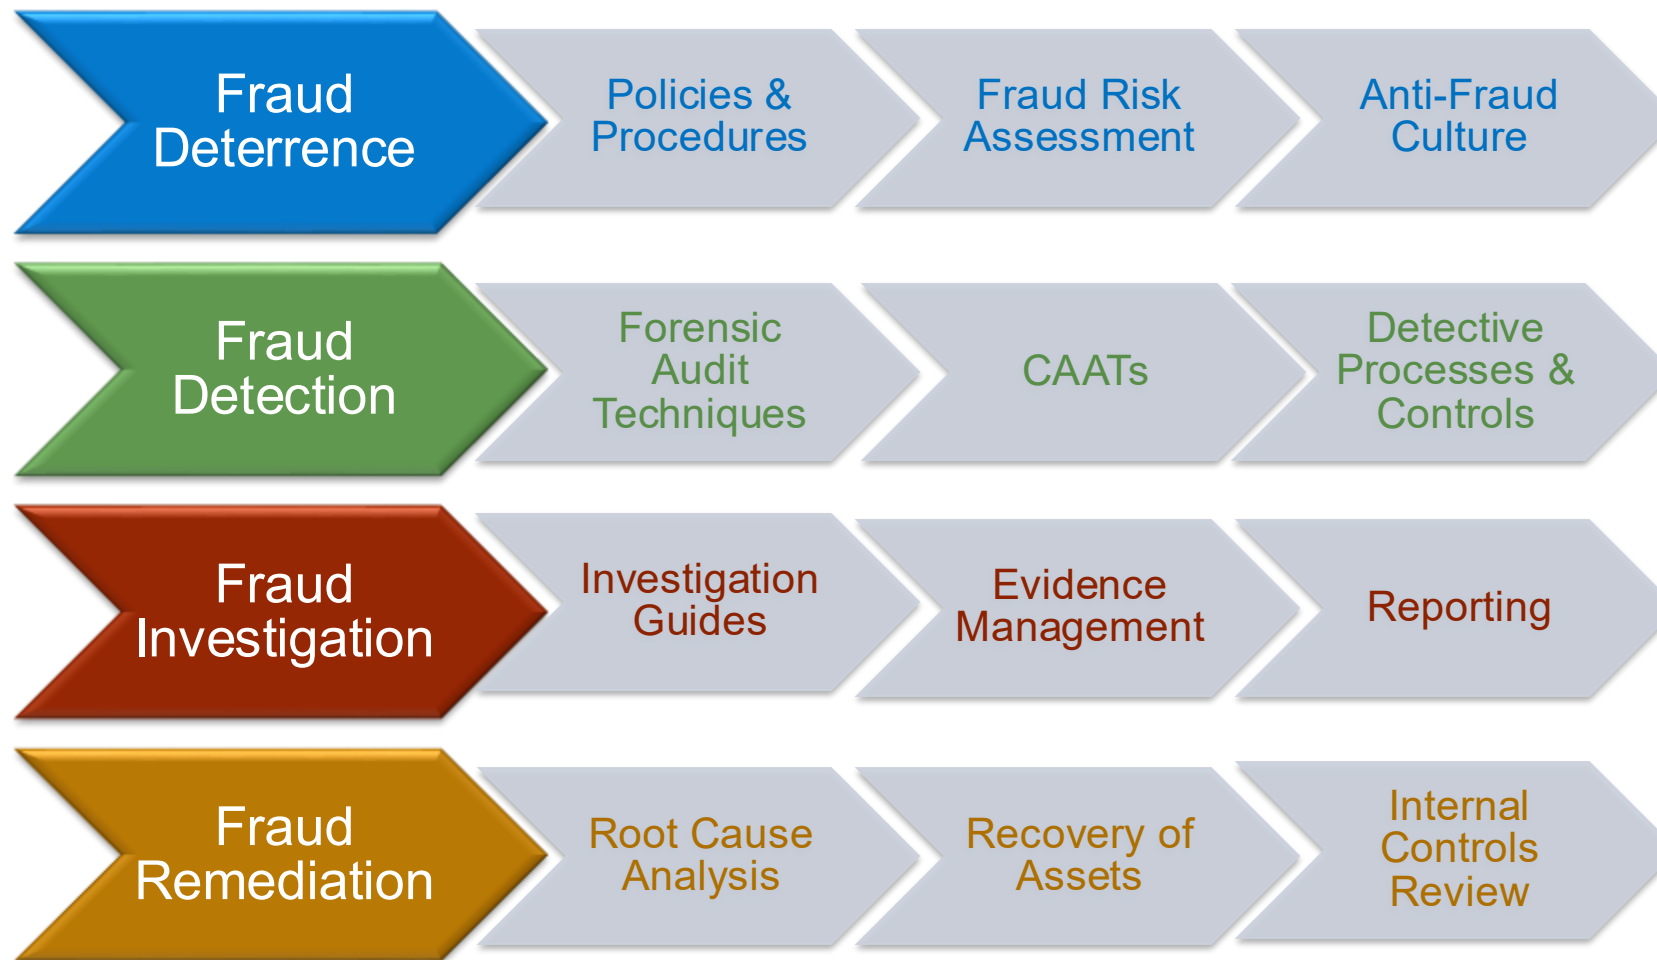 Fraud
Deterrence
Policies &
Procedures
Fraud Risk
Assessment
Anti-Fraud
Culture
Fraud
Detection
Forensic
Audit
Techniques
CAATs
Detective
Processes &
Controls
Fraud
Investigation
Investigation
Guides
Evidence
Management
Reporting
Fraud
Remediation
Root Cause
Analysis
Recovery of
Assets
Internal
Controls
Review